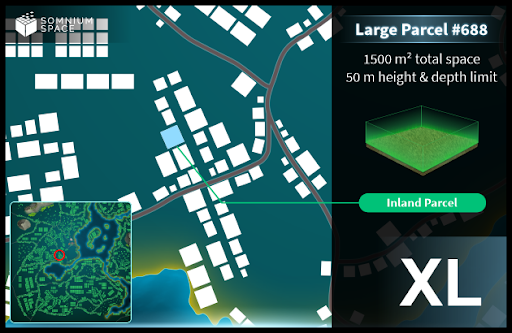 SOMNIUM
SPACE
Large Parcel #688
1500 m² total space
50 m height & depth limit
Inland Parcel
XL